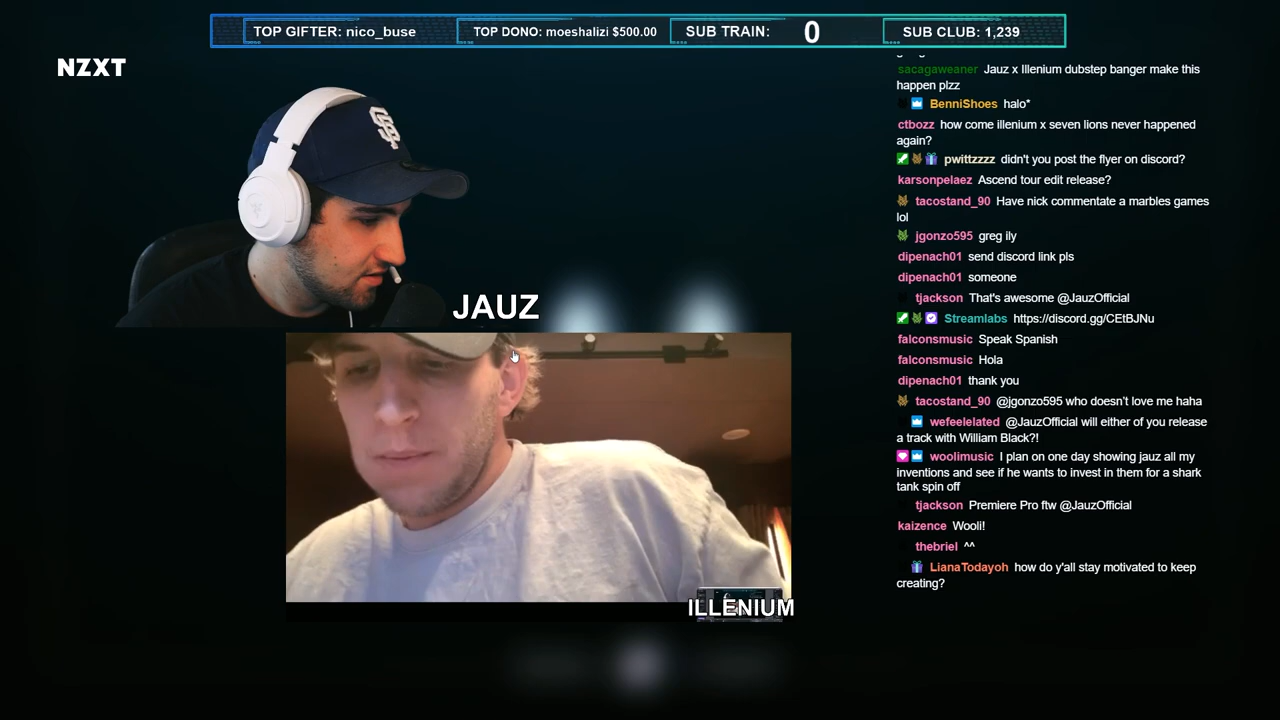 TOP GIFTER: nico_buse
TOP DONO: moeshalizi $500.00
SUB TRAIN: 0
SUB CLUB: 1,239
NZXT
SF
JAUZ
ILLENIUM
sacagaweaner Jauz x Illenium dubstep banger make this
happen plzz
BenniShoes halo*
ctbozz how come illenium x seven lions never happened
again?
pwittzzzz didn't you post the flyer on discord?
karsonpelaez Ascend tour edit release?
tacostand_90 Have nick commentate a marbles games
lol
jgonzo595 greg ily
dipenach01 send discord link pls
dipenach01 someone
tjackson That's awesome @JauzOfficial
Streamlabs https://discord.gg/CEtBJNu
falconsmusic Speak Spanish
falconsmusic Hola
dipenach01 thank you
tacostand_90 @jgonzo595 who doesn't love me haha
wefeelelated @JauzOfficial will either of you release
a track with William Black?!
woolimusic I plan on one day showing jauz all my
inventions and see if he wants to invest in them for a shark
tank spin off
tjackson Premiere Pro ftw @JauzOfficial
kaizence Wooli!
thebriel ^^
LianaTodayoh how do y'all stay motivated to keep
creating?